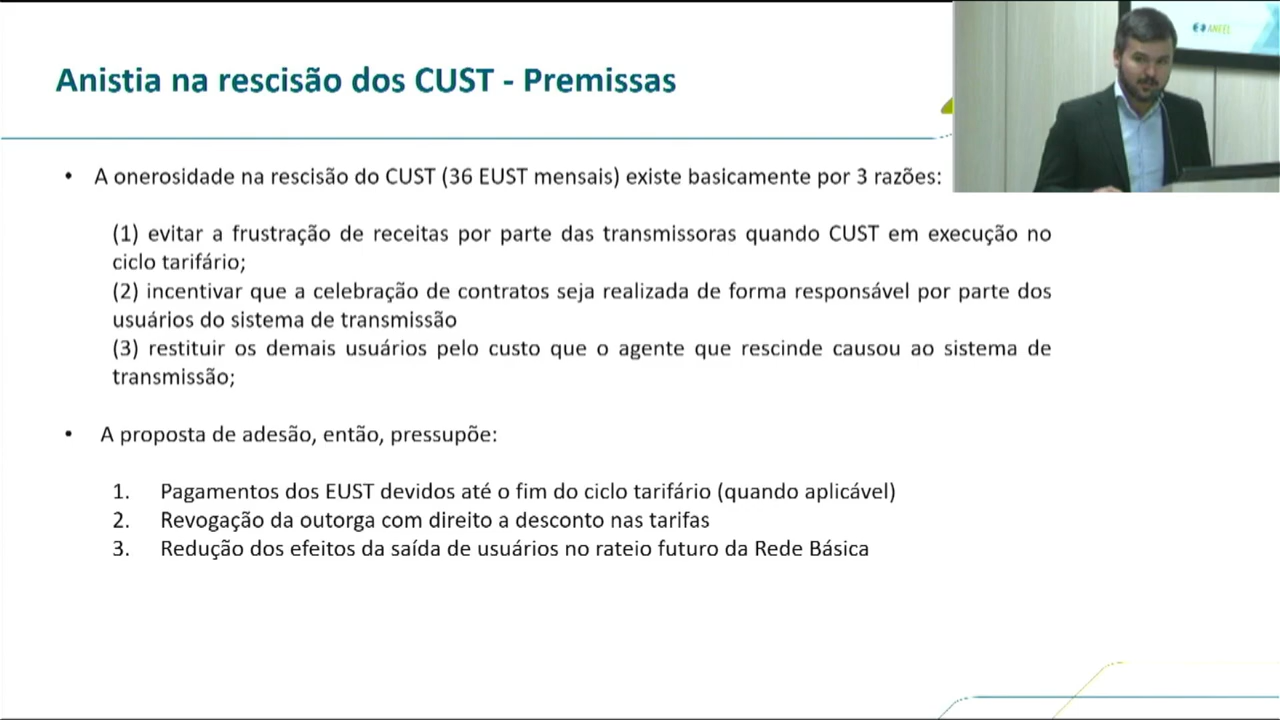 Anistia na rescisão dos CUST - Premissas
ANEEL
• A onerosidade na rescisão do CUST (36 EUST mensais) existe basicamente por 3 razões:
(1) evitar a frustração de receitas por parte das transmissoras quando CUST em execução no
ciclo tarifário;
(2) incentivar que a celebração de contratos seja realizada de forma responsável por parte dos
usuários do sistema de transmissão
(3) restituir os demais usuários pelo custo que o agente que rescinde causou ao sistema de
transmissão;
• A proposta de adesão, então, pressupõe:
1. Pagamentos dos EUST devidos até o fim do ciclo tarifário (quando aplicável)
2. Revogação da outorga com direito a desconto nas tarifas
3. Redução dos efeitos da saída de usuários no rateio futuro da Rede Básica